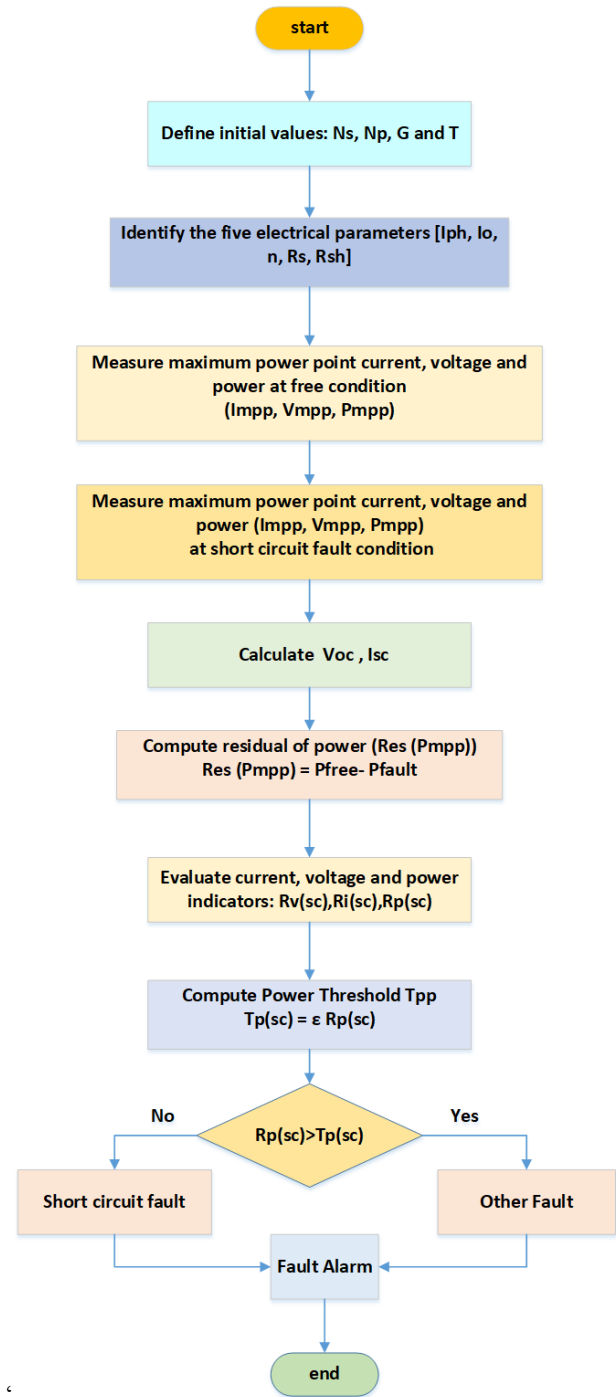 start
Define initial values: Ns, Np, G and T
Identify the five electrical parameters [Iph, Io,
n, Rs, Rsh]
Measure maximum power point current, voltage and
power at free condition
(Impp, Vmpp, Pmpp)
Measure maximum power point current, voltage and
power (Impp, Vmpp, Pmpp)
at short circuit fault condition
Calculate Voc , Isc
Compute residual of power (Res (Pmpp))
Res (Pmpp) = Pfree- Pfault
Evaluate current, voltage and power
indicators: Rv(sc),Ri(sc),Rp(sc)
Compute Power Threshold Tpp
Tp(sc) = ε Rp(sc)
Rp(sc)>Tp(sc)
No
Yes
Short circuit fault
Other Fault
Fault Alarm
end